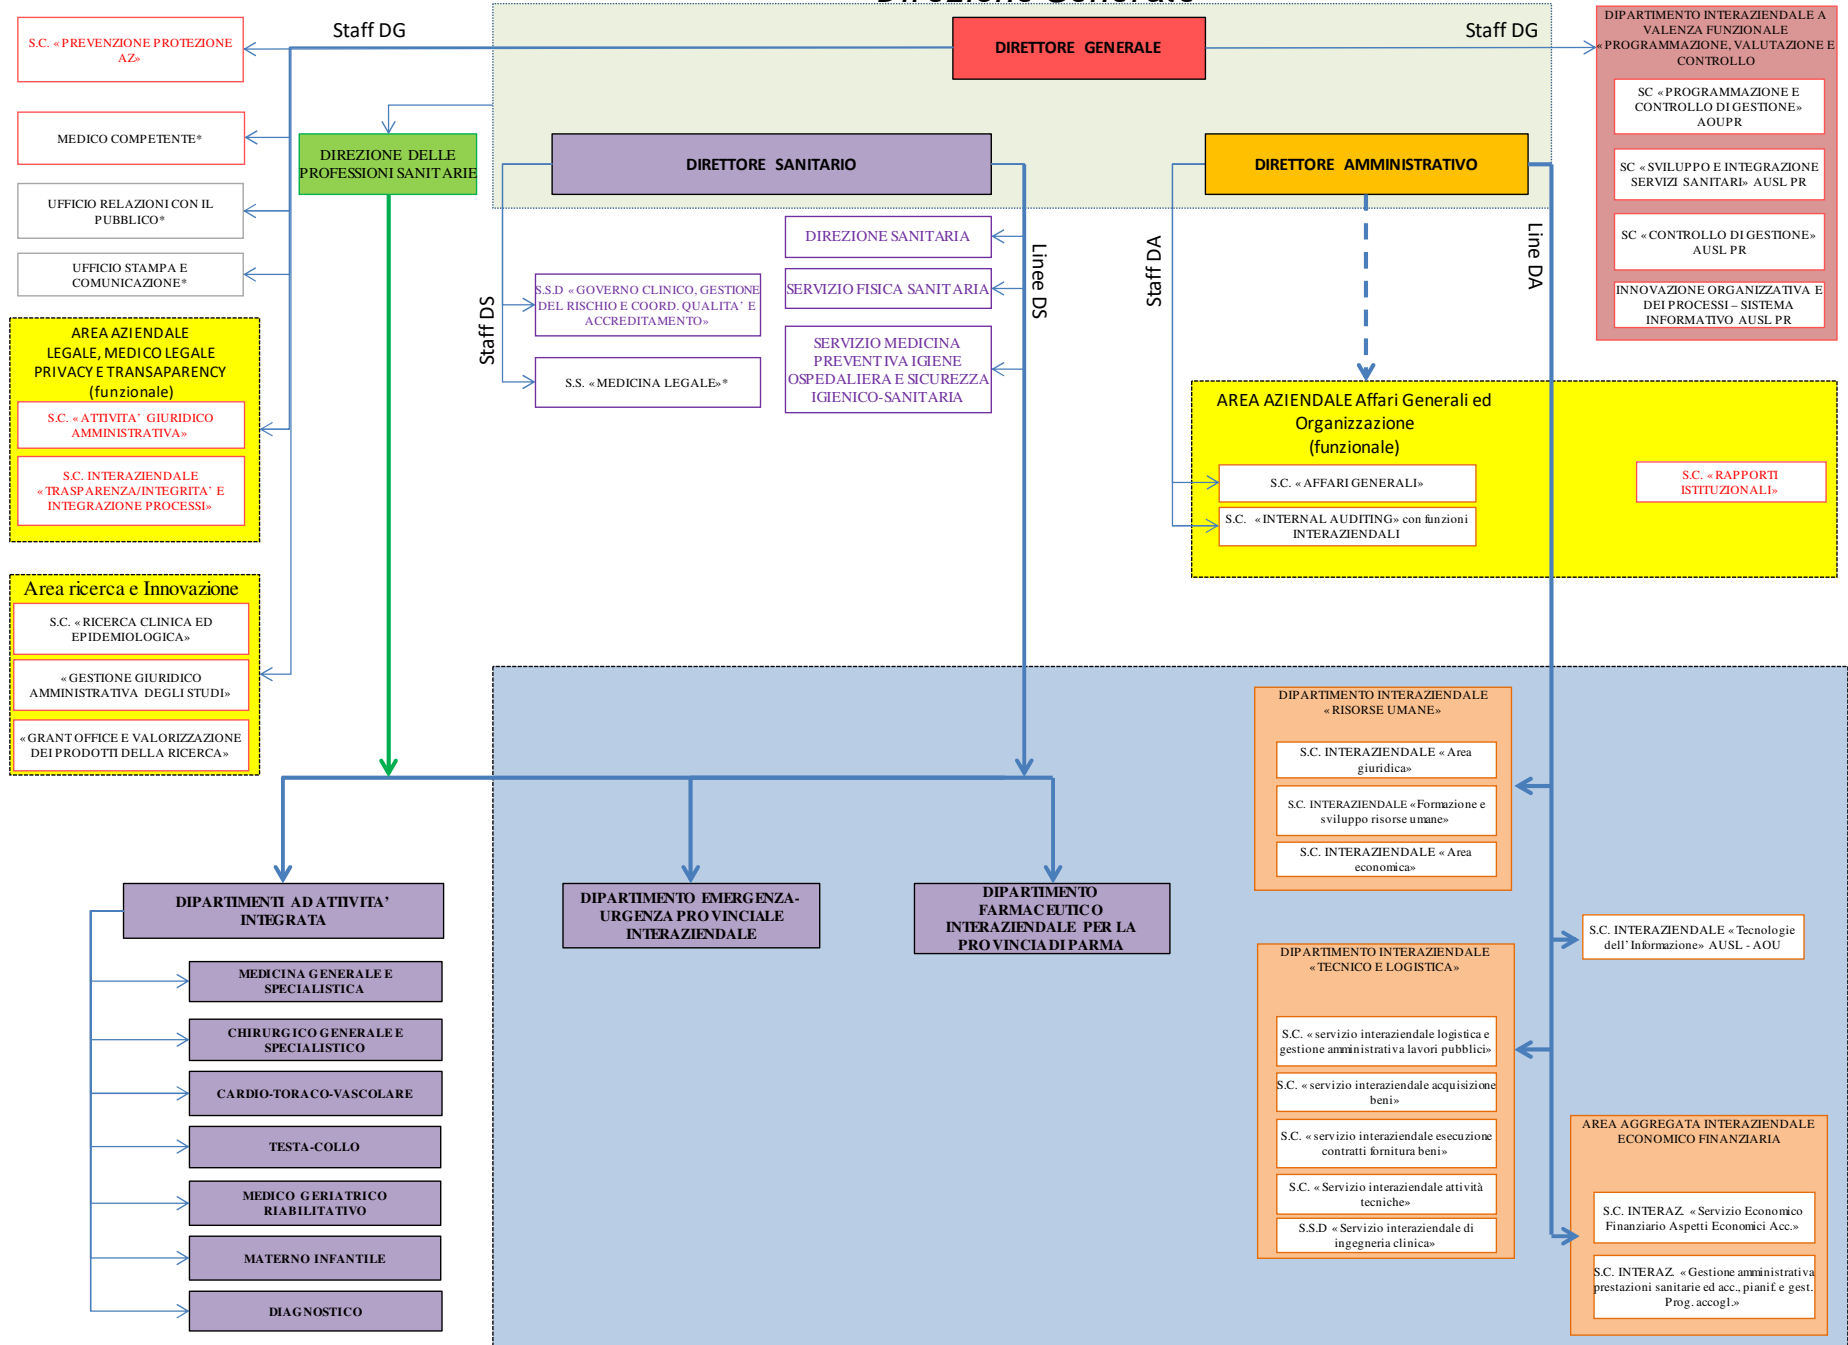 Direzione Generale
Staff DG
DIRETTORE GENERALE
Staff DG
S.C. «PREVENZIONE PROTEZIONE
AZ»
MEDICO COMPETENTE*
UFFICIO RELAZIONI CON IL
PUBBLICO*
UFFICIO STAMPA E
COMUNICAZIONE*
DIREZIONE DELLE
PROFESSIONI SANITARIE
DIRETTORE SANITARIO
DIRETTORE AMMINISTRATIVO
DIPARTIMENTO INTERAZIENDALE A
VALENZA FUNZIONALE
«PROGRAMMAZIONE, VALUTAZIONE E
CONTROLLO
SC «PROGRAMMAZIONE E
CONTROLLO DI GESTIONE»
AOUPR
SC «SVILUPPO E INTEGRAZIONE
SERVIZI SANITARI» AUSL PR
SC «CONTROLLO DI GESTIONE»
AUSL PR
INNOVAZIONE ORGANIZZATIVA E
DEI PROCESSI – SISTEMA
INFORMATIVO AUSL PR
Staff DS
S.S.D «GOVERNO CLINICO, GESTIONE
DEL RISCHIO E COORD. QUALITA’ E
ACCREDITAMENTO»
S.S. «MEDICINA LEGALE»*
DIREZIONE SANITARIA
SERVIZIO FISICA SANITARIA
SERVIZIO MEDICINA
PREVENTIVA IGIENE
OSPEDALIERA E SICUREZZA
IGIENICO-SANITARIA
Linee DS
Staff DA
Line DA
AREA AZIENDALE
LEGALE, MEDICO LEGALE
PRIVACY E TRANSAPARENCY
(funzionale)
S.C. «ATTIVITA’ GIURIDICO
AMMINISTRATIVA»
S.C. INTERAZIENDALE
«TRASPARENZA/INTEGRITA’ E
INTEGRAZIONE PROCESSI»
AREA AZIENDALE Affari Generali ed
Organizzazione
(funzionale)
S.C. «AFFARI GENERALI»
S.C. «INTERNAL AUDITING» con funzioni
INTERAZIENDALI
S.C. «RAPPORTI
ISTITUZIONALI»
Area ricerca e Innovazione
S.C. «RICERCA CLINICA ED
EPIDEMIOLOGICA»
«GESTIONE GIURIDICO
AMMINISTRATIVA DEGLI STUDI»
«GRANT OFFICE E VALORIZZAZIONE
DEI PRODOTTI DELLA RICERCA»
DIPARTIMENTI AD ATTIVITA’
INTEGRATA
MEDICINA GENERALE E
SPECIALISTICA
CHIRURGICO GENERALE E
SPECIALISTICO
CARDIO-TORACO-VASCOLARE
TESTA-COLLO
MEDICO GERIATRICO
RIABILITATIVO
MATERNO INFANTILE
DIAGNOSTICO
DIPARTIMENTO EMERGENZA-
URGENZA PROVINCIALE
INTERAZIENDALE
DIPARTIMENTO
FARMACEUTICO
INTERAZIENDALE PER LA
PROVINCIA DI PARMA
DIPARTIMENTO INTERAZIENDALE
«RISORSE UMANE»
S.C. INTERAZIENDALE «Area
giuridica»
S.C. INTERAZIENDALE «Formazione e
sviluppo risorse umane»
S.C. INTERAZIENDALE «Area
economica»
DIPARTIMENTO INTERAZIENDALE
«TECNICO E LOGISTICA»
S.C. «servizio interaziendale logistica e
gestione amministrativa lavori pubblici»
S.C. «servizio interaziendale acquisizione
beni»
S.C. «servizio interaziendale esecuzione
contratti fornitura beni»
S.C. «Servizio interaziendale attività
tecniche»
S.S.D «Servizio interaziendale di
ingegneria clinica»
S.C. INTERAZIENDALE «Tecnologie
dell’Informazione» AUSL - AOU
AREA AGGREGATA INTERAZIENDALE
ECONOMICO FINANZIARIA
S.C. INTERAZ. «Servizio Economico
Finanziario Aspetti Economici Acc.»
S.C. INTERAZ. «Gestione amministrativa
prestazioni sanitarie ed acc., pianif. e gest.
Prog. accogl.»